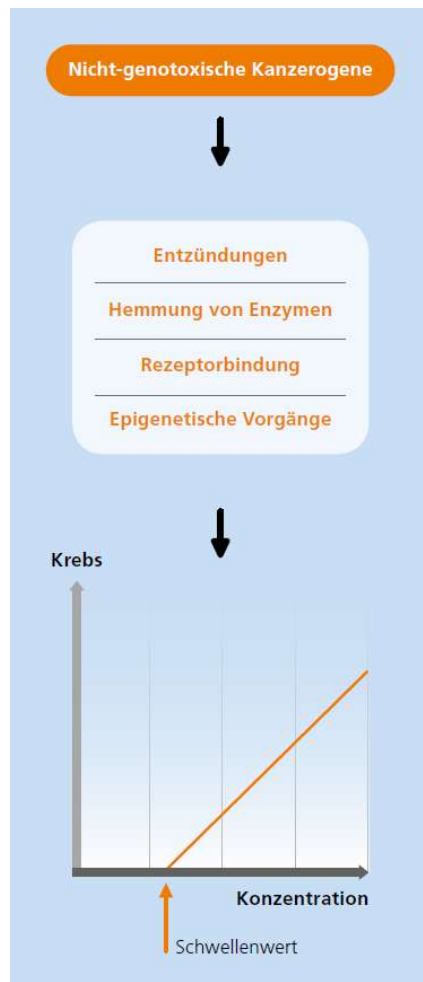 Nicht-genotoxische Kanzerogene
Entzündungen
Hemmung von Enzymen
Rezeptorbindung
Epigenetische Vorgänge
Krebs
Konzentration
Schwellenwert